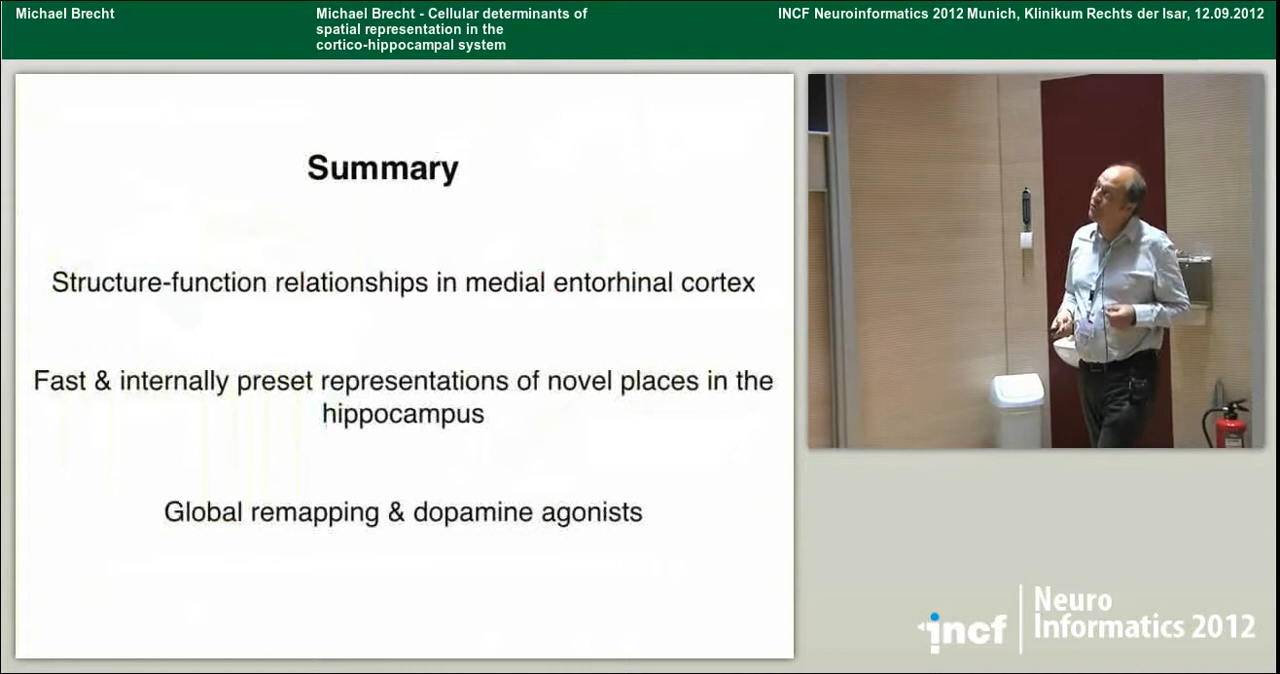 Michael Brecht
Michael Brecht - Cellular determinants of
spatial representation in the
cortico-hippocampal system
INCF Neuroinformatics 2012 Munich, Klinikum Rechts der Isar, 12.09.2012
Summary
Structure-function relationships in medial entorhinal cortex
Fast & internally preset representations of novel places in the
hippocampus
Global remapping & dopamine agonists
incf
Neuro
Informatics 2012